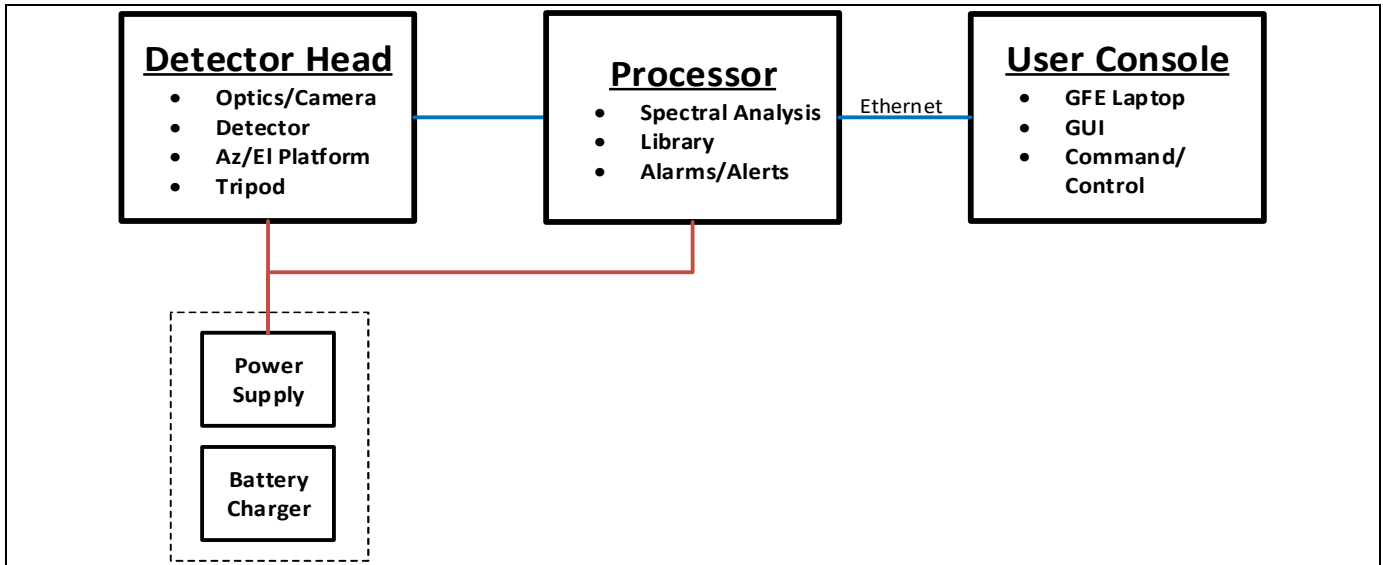 Detector Head
• Optics/Camera
• Detector
• Az/El Platform
• Tripod
Processor
• Spectral Analysis
• Library
• Alarms/Alerts
Ethernet
User Console
• GFE Laptop
• GUI
• Command/
Control
Power
Supply
Battery
Charger